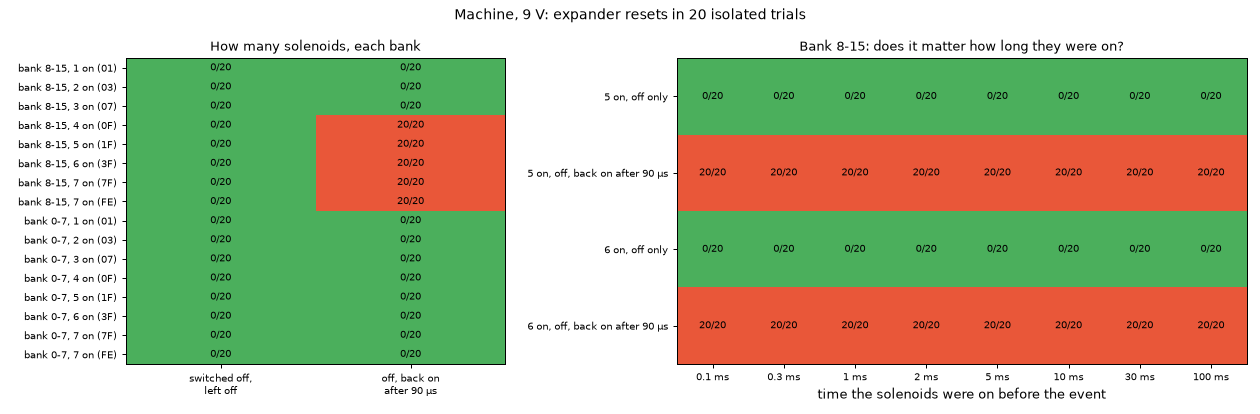 Machine, 9 V: expander resets in 20 isolated trials
How many solenoids, each bank
bank 8-15, 1 on (01) 0/20 0/20
bank 8-15, 2 on (03) 0/20 0/20
bank 8-15, 3 on (07) 0/20 0/20
bank 8-15, 4 on (0F) 0/20 20/20
bank 8-15, 5 on (1F) 0/20 20/20
bank 8-15, 6 on (3F) 0/20 20/20
bank 8-15, 7 on (7F) 0/20 20/20
bank 8-15, 7 on (FE) 0/20 20/20
bank 0-7, 1 on (01) 0/20 0/20
bank 0-7, 2 on (03) 0/20 0/20
bank 0-7, 3 on (07) 0/20 0/20
bank 0-7, 4 on (0F) 0/20 0/20
bank 0-7, 5 on (1F) 0/20 0/20
bank 0-7, 6 on (3F) 0/20 0/20
bank 0-7, 7 on (7F) 0/20 0/20
bank 0-7, 7 on (FE) 0/20 0/20
switched off, off, back on
left off after 90 µs
Bank 8-15: does it matter how long they were on?
5 on, off only 0/20 0/20 0/20 0/20 0/20 0/20 0/20 0/20
5 on, off, back on after 90 µs 20/20 20/20 20/20 20/20 20/20 20/20 20/20 20/20
6 on, off only 0/20 0/20 0/20 0/20 0/20 0/20 0/20 0/20
6 on, off, back on after 90 µs 20/20 20/20 20/20 20/20 20/20 20/20 20/20 20/20
0.1 ms 0.3 ms 1 ms 2 ms 5 ms 10 ms 30 ms 100 ms
time the solenoids were on before the event